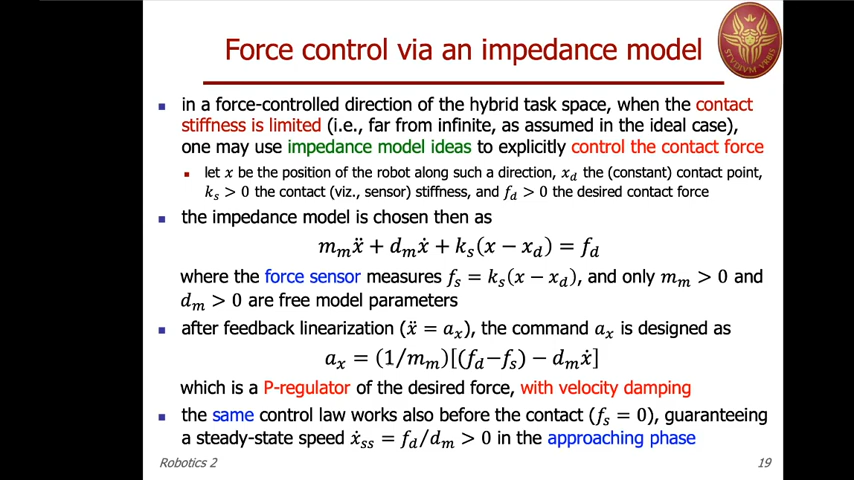 Force control via an impedance model
STVDIVM VRBIS
▪ in a force-controlled direction of the hybrid task space, when the contact
stiffness is limited (i.e., far from infinite, as assumed in the ideal case),
one may use impedance model ideas to explicitly control the contact force
▪ let x be the position of the robot along such a direction, x_d the (constant) contact point,
k_s > 0 the contact (viz., sensor) stiffness, and f_d > 0 the desired contact force
▪ the impedance model is chosen then as
m_m ẍ + d_m ẋ + k_s(x − x_d) = f_d
where the force sensor measures f_s = k_s(x − x_d), and only m_m > 0 and
d_m > 0 are free model parameters
▪ after feedback linearization (ẍ = a_x), the command a_x is designed as
a_x = (1/m_m)[(f_d−f_s) − d_m ẋ]
which is a P-regulator of the desired force, with velocity damping
▪ the same control law works also before the contact (f_s = 0), guaranteeing
a steady-state speed ẋ_ss = f_d/d_m > 0 in the approaching phase
Robotics 2
19